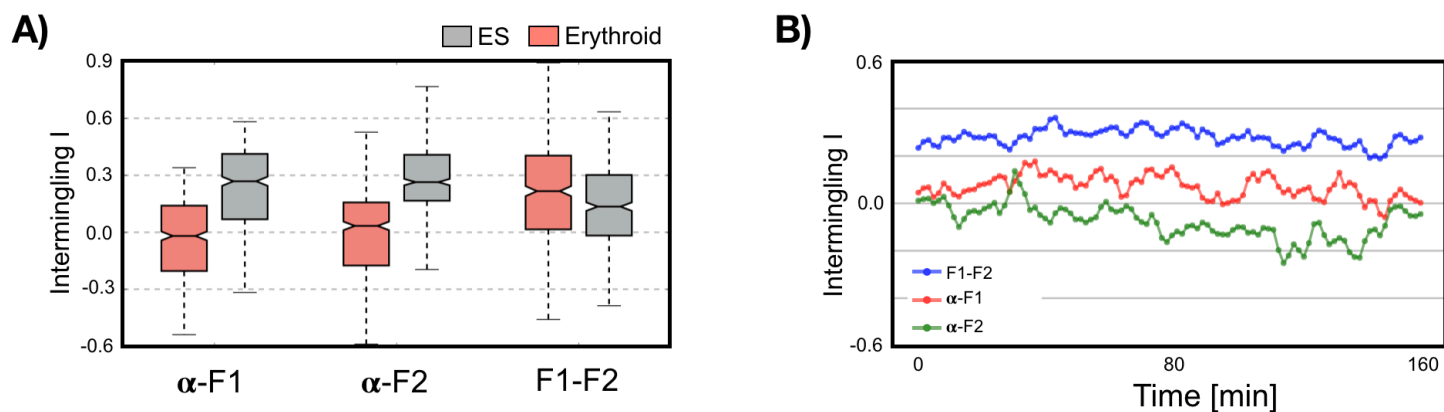 A)
ES Erythroid
Intermingling I
0.9
0.6
0.3
0.0
-0.3
-0.6
α-F1 α-F2 F1-F2
B)
Intermingling I
0.6
0.0
-0.6
F1-F2
α-F1
α-F2
0 80 160
Time [min]